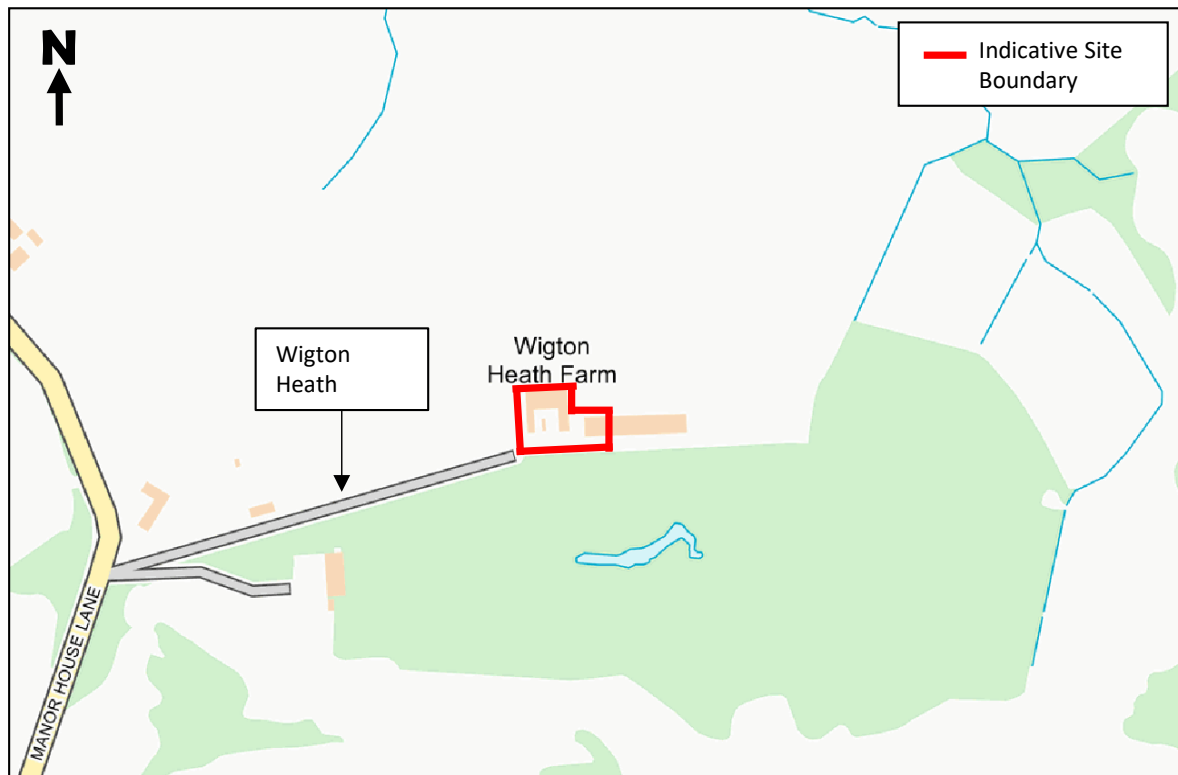 N
Indicative Site
Boundary
Wigton
Heath
Wigton
Heath Farm
MANOR HOUSE LANE